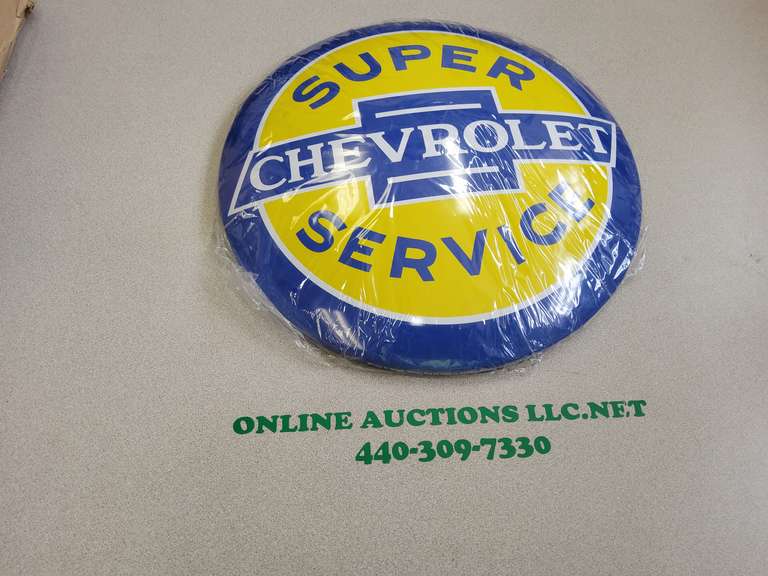 SUPER
CHEVROLET
SERVICE
ONLINE AUCTIONS LLC.NET
440-309-7330